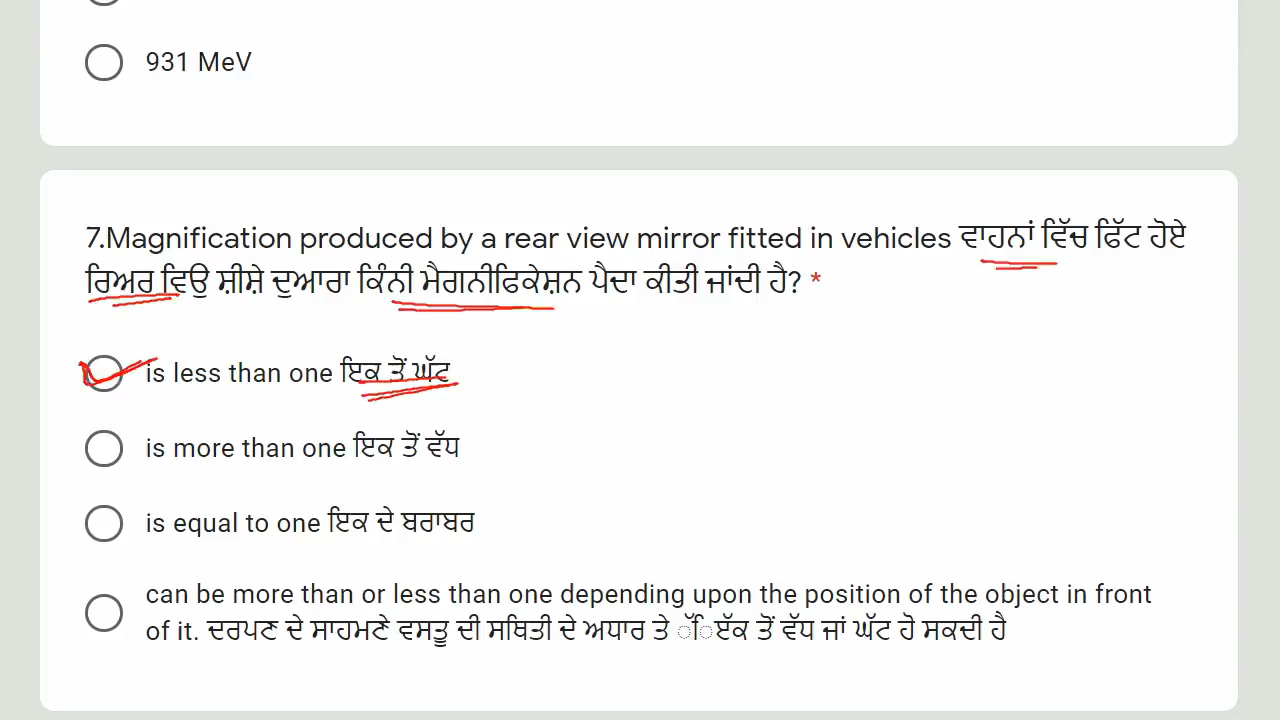 931 MeV
7.Magnification produced by a rear view mirror fitted in vehicles ਵਾਹਨਾਂ ਵਿੱਚ ਫਿੱਟ ਹੋਏ
ਰਿਅਰ ਵਿਉ ਸ਼ੀਸ਼ੇ ਦੁਆਰਾ ਕਿੰਨੀ ਮੈਗਨੀਫਿਕੇਸ਼ਨ ਪੈਦਾ ਕੀਤੀ ਜਾਂਦੀ ਹੈ? *
is less than one ਇਕ ਤੋਂ ਘੱਟ
is more than one ਇਕ ਤੋਂ ਵੱਧ
is equal to one ਇਕ ਦੇ ਬਰਾਬਰ
can be more than or less than one depending upon the position of the object in front
of it. ਦਰਪਣ ਦੇ ਸਾਹਮਣੇ ਵਸਤੂ ਦੀ ਸਥਿਤੀ ਦੇ ਅਧਾਰ ਤੇ ੱਿਏੱਕ ਤੋਂ ਵੱਧ ਜਾਂ ਘੱਟ ਹੋ ਸਕਦੀ ਹੈ